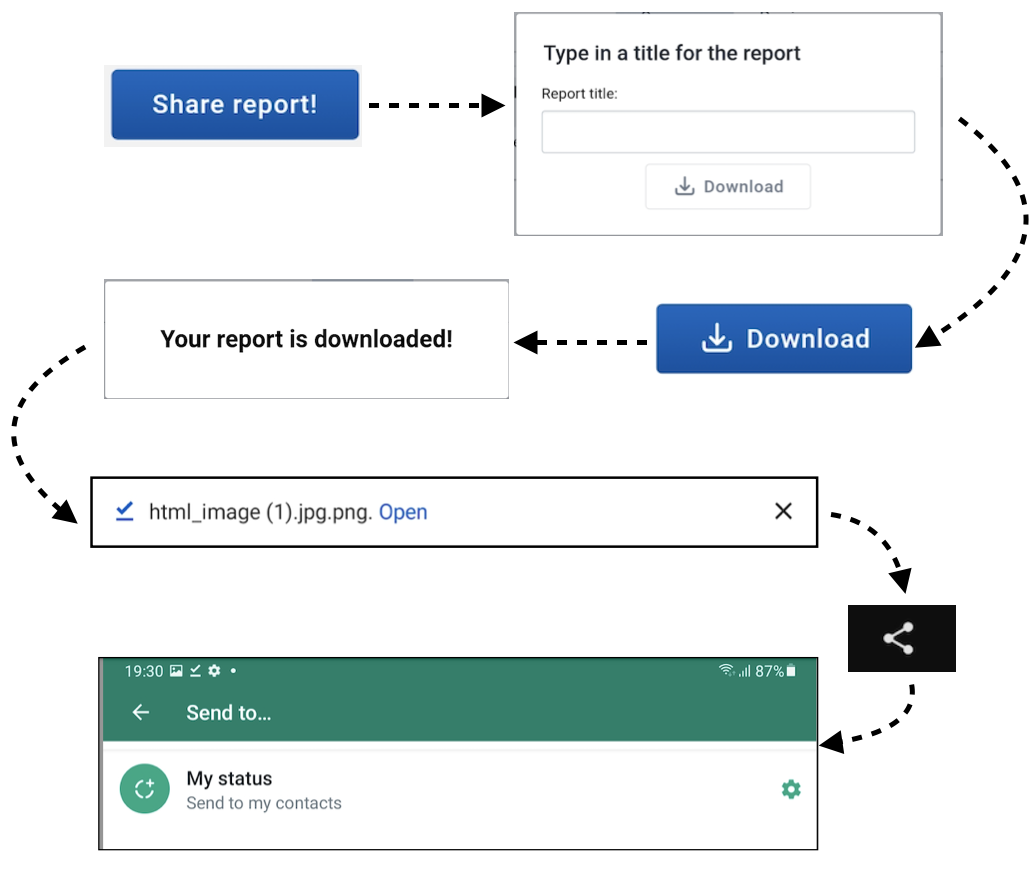 Share report!
Type in a title for the report
Report title:
Download
Download
Your report is downloaded!
html_image (1).jpg.png. Open
19:30 87%
Send to...
My status
Send to my contacts